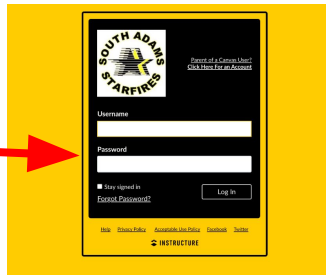 SOUTH ADAMS
STARFIRES
Parent of a Canvas User?
Click Here For an Account
Username
Password
Stay signed in
Log In
Forgot Password?
Help Privacy Policy Acceptable Use Policy Facebook Twitter
INSTRUCTURE